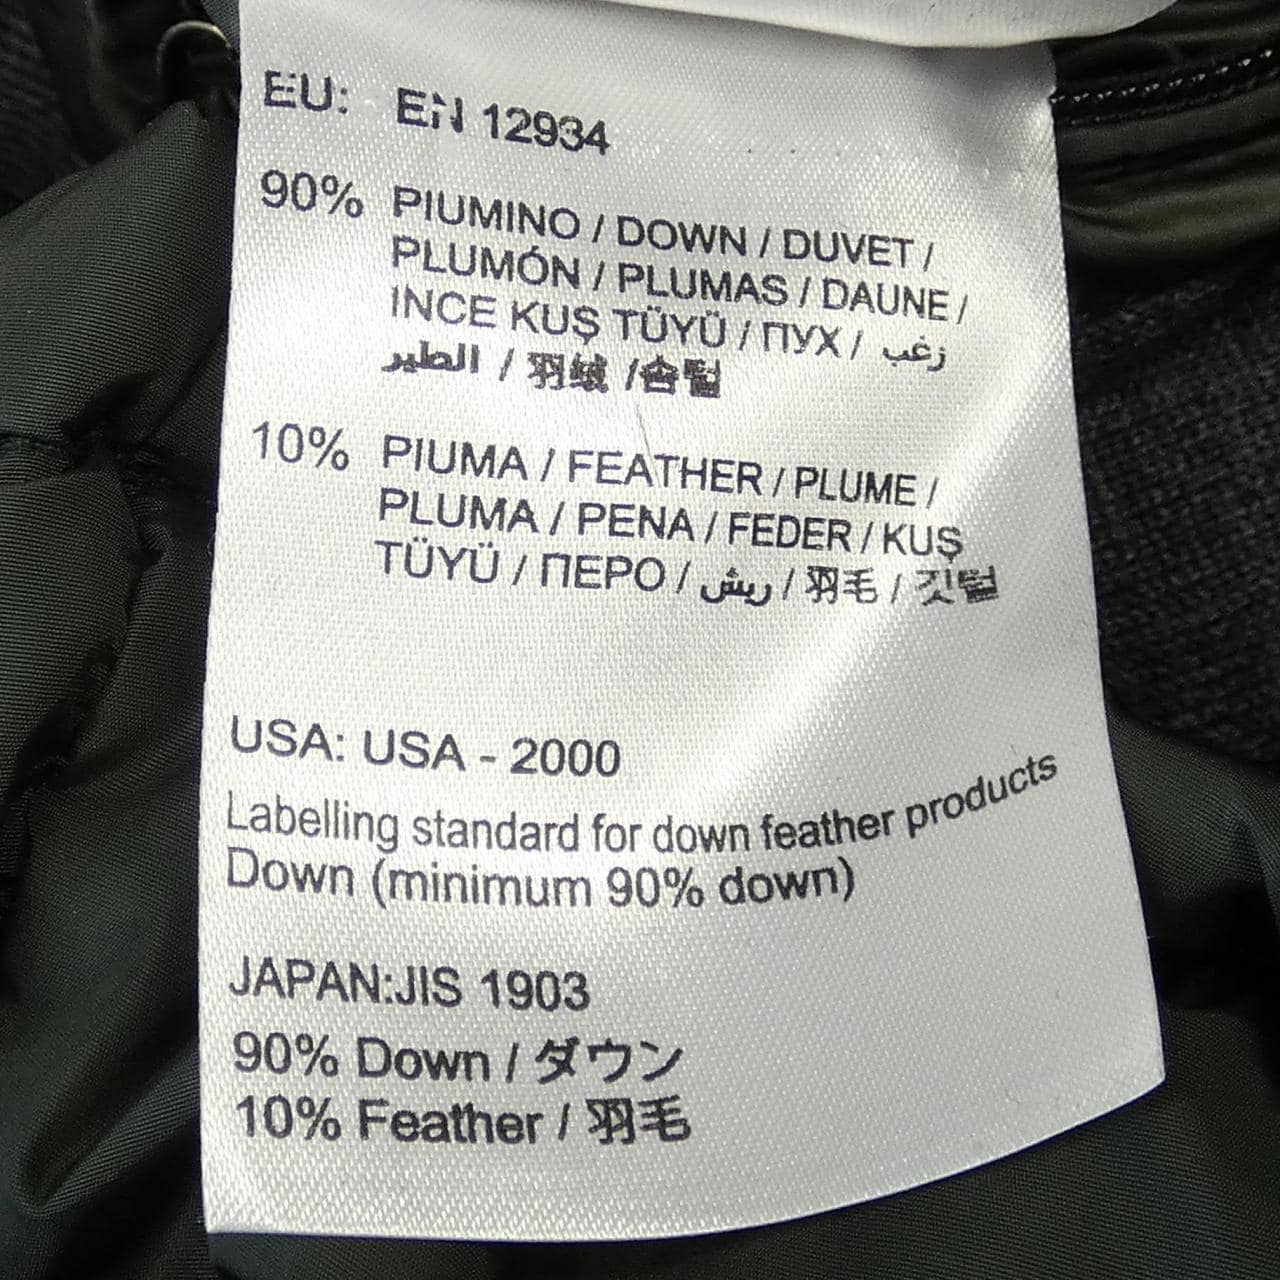 EU: EN 12934
90% PIUMINO / DOWN / DUVET /
PLUMÓN / PLUMAS / DAUNE /
INCE KUŞ TÜYÜ / ПУХ / زغب
الطير / 羽绒 / 솜털
10% PIUMA / FEATHER / PLUME /
PLUMA / PENA / FEDER / KUŞ
TÜYÜ / ПЕРО / ريش / 羽毛 / 깃털
USA: USA - 2000
Labelling standard for down feather products
Down (minimum 90% down)
JAPAN:JIS 1903
90% Down / ダウン
10% Feather / 羽毛